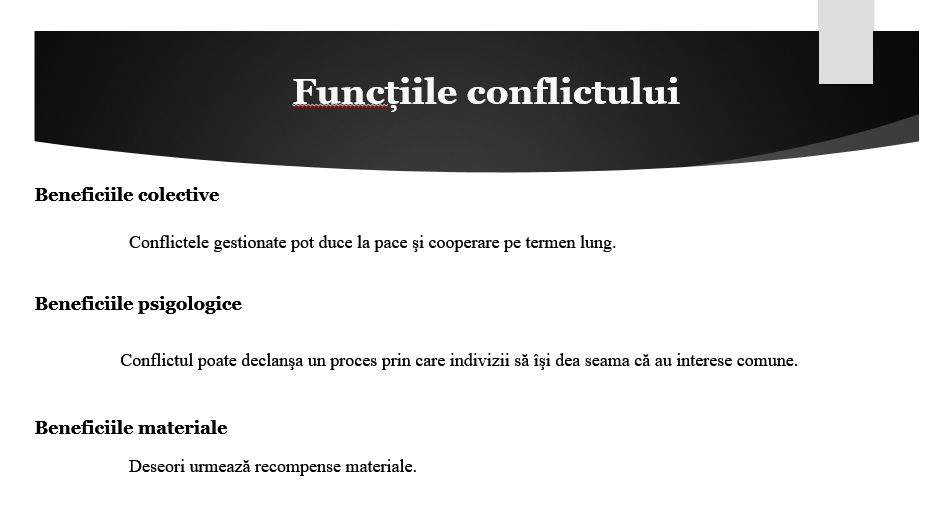 Funcțiile conflictului
Beneficiile colective
Conflictele gestionate pot duce la pace şi cooperare pe termen lung.
Beneficiile psigologice
Conflictul poate declanşa un proces prin care indivizii să îşi dea seama că au interese comune.
Beneficiile materiale
Deseori urmează recompense materiale.